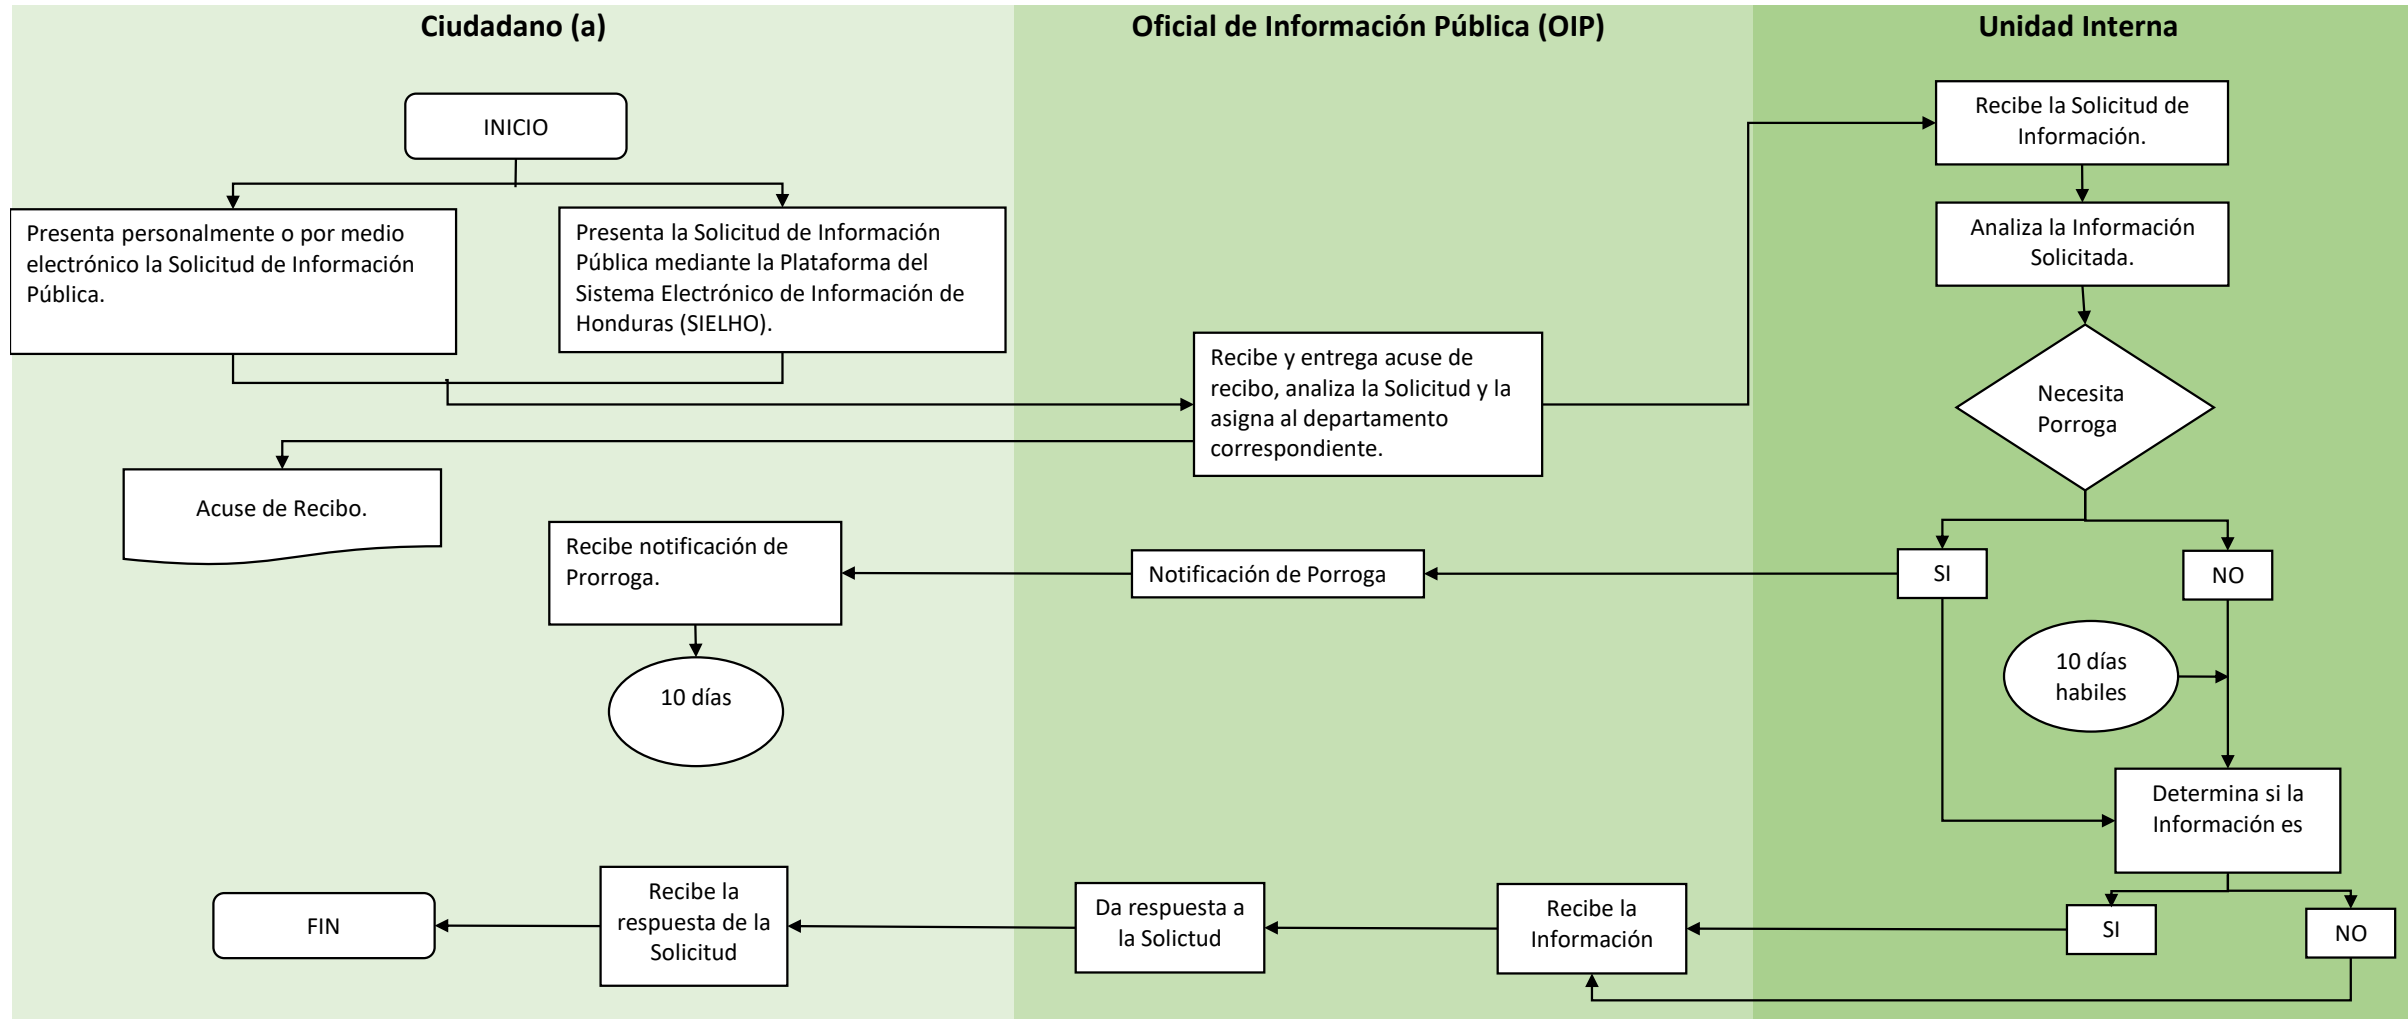 Ciudadano (a)
Oficial de Información Pública (OIP)
Unidad Interna
INICIO
Presenta personalmente o por medio
electrónico la Solicitud de Información
Pública.
Presenta la Solicitud de Información
Pública mediante la Plataforma del
Sistema Electrónico de Información de
Honduras (SIELHO).
Recibe y entrega acuse de
recibo, analiza la Solicitud y la
asigna al departamento
correspondiente.
Acuse de Recibo.
Recibe la Solicitud de
Información.
Analiza la Información
Solicitada.
Necesita
Porroga
SI
NO
Notificación de Porroga
Recibe notificación de
Prorroga.
10 días
10 días
habiles
Determina si la
Información es
SI
NO
Recibe la
Información
Da respuesta a
la Solictud
Recibe la
respuesta de la
Solicitud
FIN